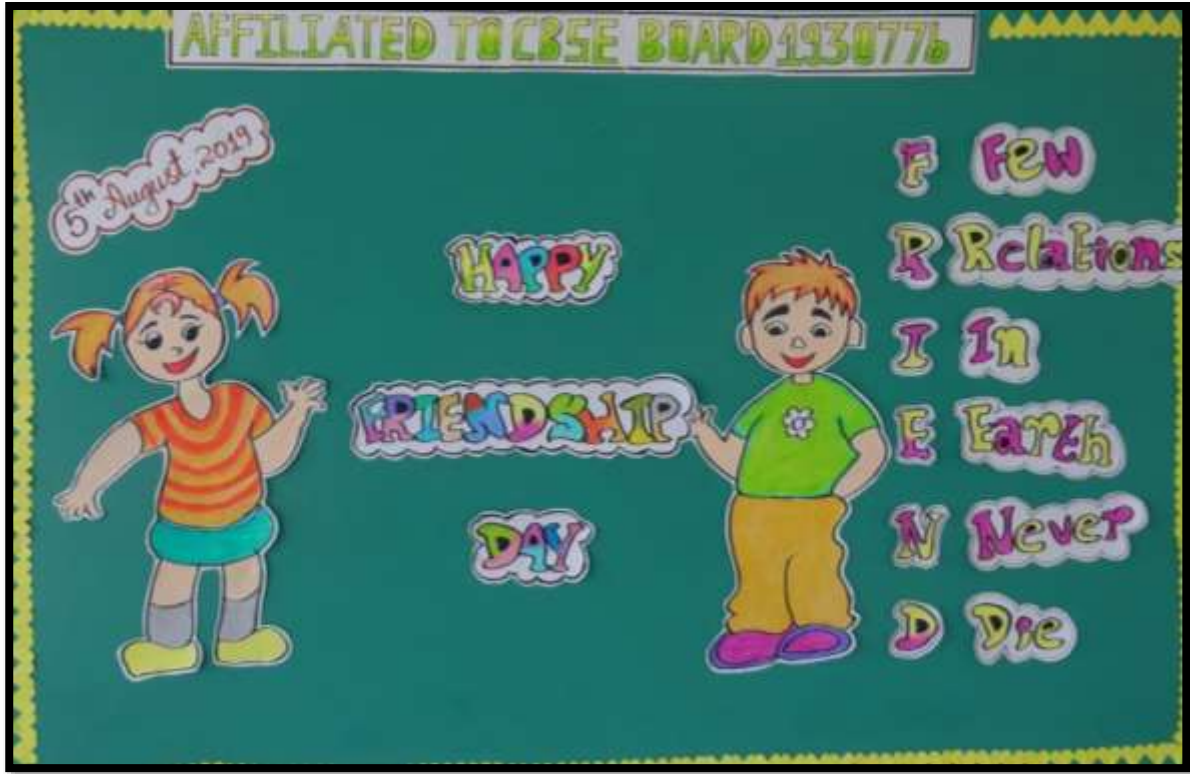 AFFILIATED TO CBSE BOARD 1930776
5th August, 2019
HAPPY
FRIENDSHIP
DAY
F Few
R Relations
I In
E Earth
N Never
D Die